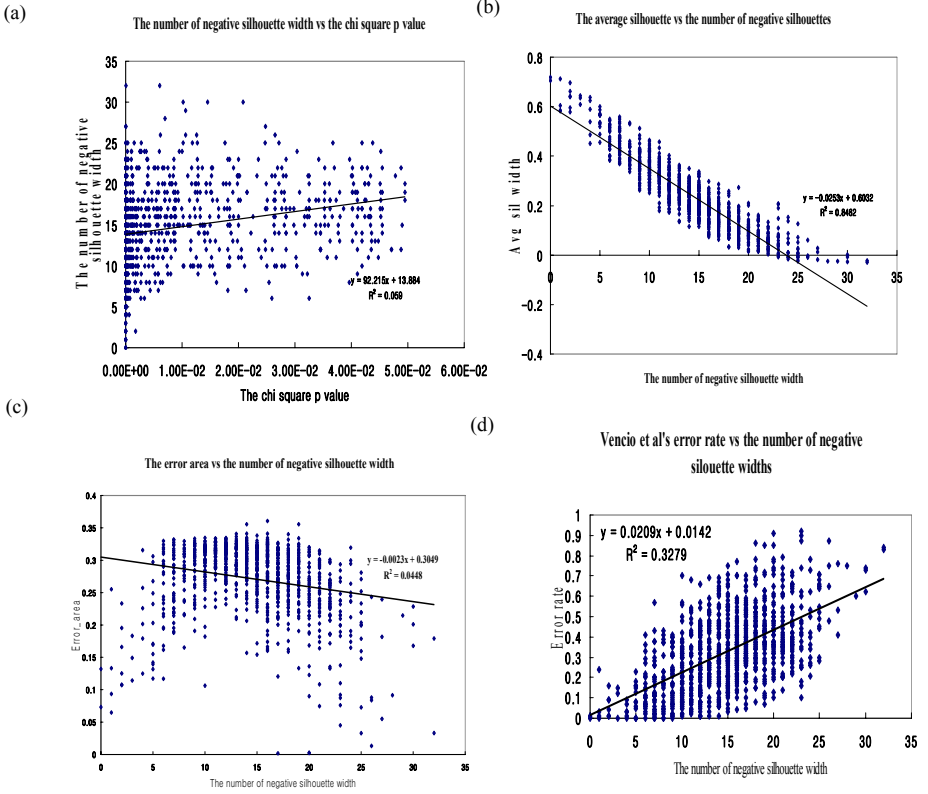 (a)
The number of negative silhouette width vs the chi square p value
35
30
25
20
15
10
5
0
The number of negative
silhouette width
y = 92.215x + 13.884
R² = 0.059
0.00E+00 1.00E-02 2.00E-02 3.00E-02 4.00E-02 5.00E-02 6.00E-02
The chi square p value
(b)
The average silhouette vs the number of negative silhouettes
0.8
0.6
0.4
0.2
0
-0.2
-0.4
Avg sil width
y = -0.0253x + 0.6032
R² = 0.8462
0 5 10 15 20 25 30 35
The number of negative silhouette width
(c)
The error area vs the number of negative silhouette width
0.4
0.35
0.3
0.25
0.2
0.15
0.1
0.05
0
Error_area
y = -0.0023x + 0.3049
R² = 0.0448
0 5 10 15 20 25 30 35
The number of negative silhouette width
(d)
Vencio et al's error rate vs the number of negative
silouette widths
1
0.9
0.8
0.7
0.6
0.5
0.4
0.3
0.2
0.1
0
Error rate
y = 0.0209x + 0.0142
R² = 0.3279
0 5 10 15 20 25 30 35
The number of negative silhouette width